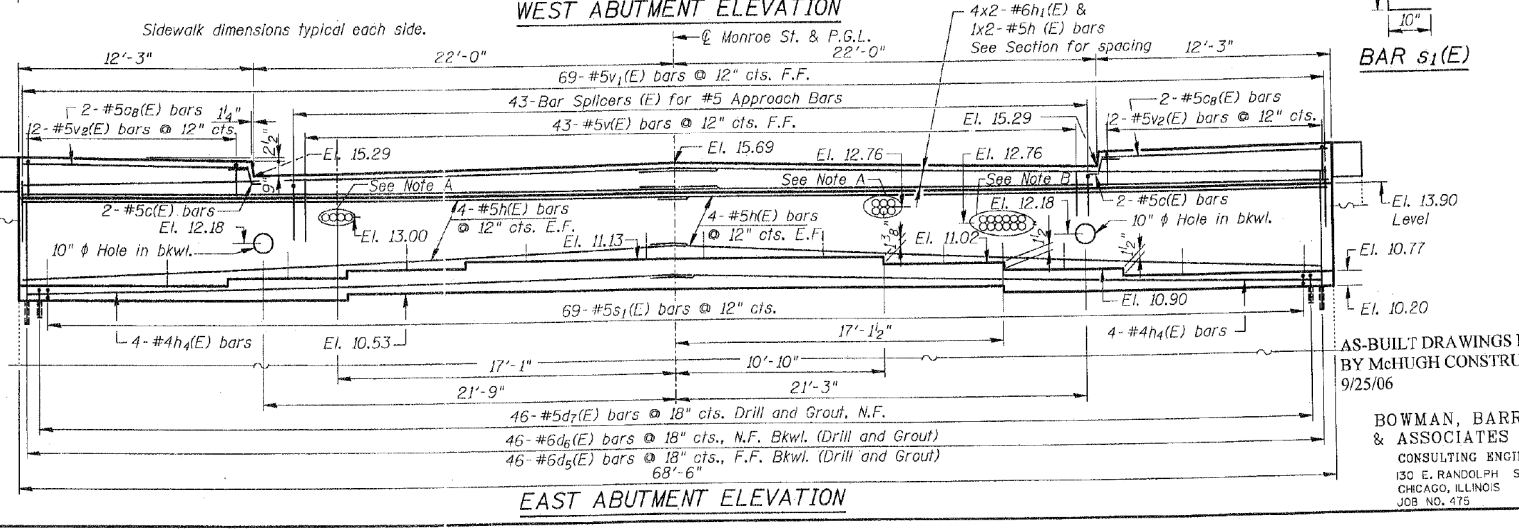 WEST ABUTMENT ELEVATION
Sidewalk dimensions typical each side.
℄ Monroe St. & P.G.L.
4x2-#6h1(E) &
1x2-#5h (E) bars
See Section for spacing
10"
BAR s1(E)
12'-3"
22'-0"
22'-0"
12'-3"
69-#5v1(E) bars @ 12" cts. F.F.
2-#5c8(E) bars
1¼"
43-Bar Splicers (E) for #5 Approach Bars
2-#5c8(E) bars
12-#5v2(E) bars @ 12" cts.
2½"
43-#5v(E) bars @ 12" cts. F.F.
El. 15.29
12-#5v2(E) bars @ 12" cts.
El. 15.29
El. 15.69
El. 12.76
El. 12.76
See Note A
See Note A
See Note B
2-#5c(E) bars
4-#5h(E) bars
@ 12" cts. E.F.
4-#5h(E) bars
@ 12" cts. E.F.
El. 12.18
2-#5c(E) bars
El. 13.90
Level
El. 12.18
El. 13.00
10" ϕ Hole in bkwl.
El. 11.13
1⅜"
El. 11.02
1½"
1½"
10" ϕ Hole in bkwl.
El. 10.77
El. 10.90
El. 10.20
69-#5s1(E) bars @ 12" cts.
4-#4h4(E) bars
El. 10.53
17'-1½"
4-#4h4(E) bars
17'-1"
10'-10"
21'-9"
21'-3"
AS-BUILT DRAWINGS
BY McHUGH
9/25/06
46-#5d7(E) bars @ 18" cts. Drill and Grout, N.F.
46-#6d6(E) bars @ 18" cts., N.F. Bkwl. (Drill and Grout)
46-#6d5(E) bars @ 18" cts., F.F. Bkwl. (Drill and Grout)
68'-6"
EAST ABUTMENT ELEVATION
BOWMAN,
& ASSOCIATES
CONSULTING
130 E. RANDOLPH
CHICAGO, ILLINOIS
JOB NO. 475